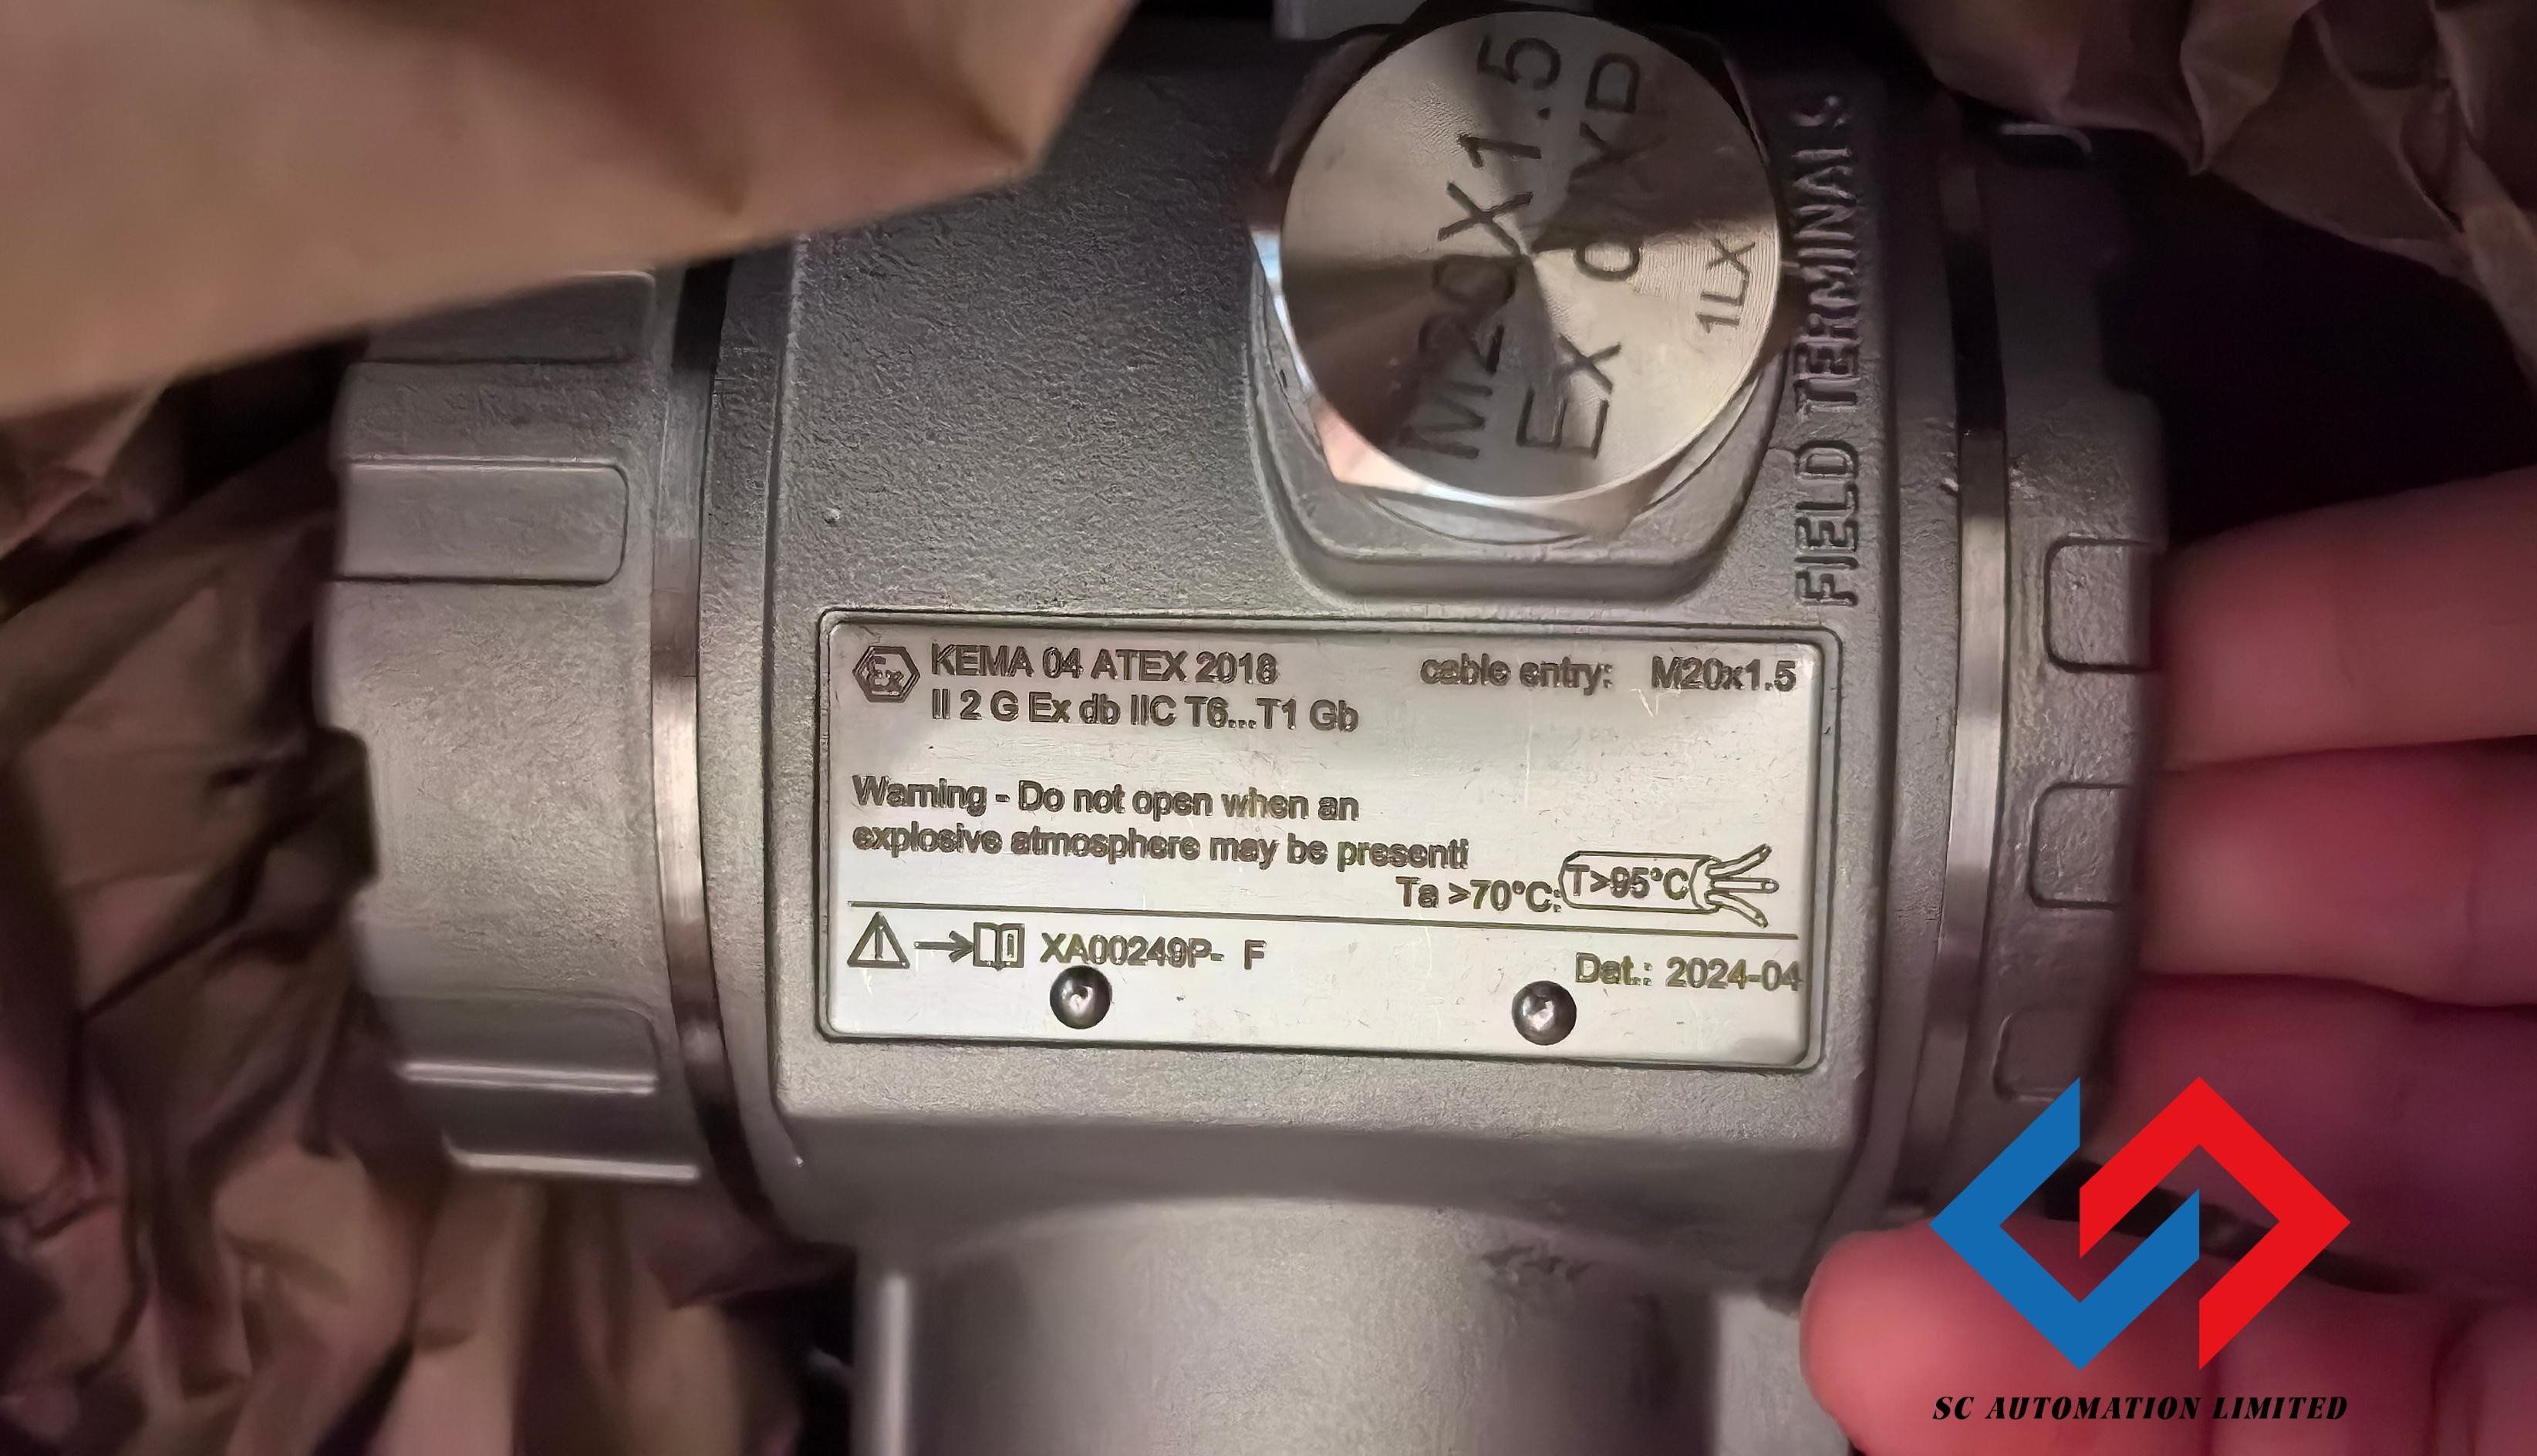 M20X1.5
EX d XP
1LX
FIELD TERMINALS
Ex KEMA 04 ATEX 2018
cable entry: M20x1.5
II 2 G Ex db IIC T6...T1 Gb
Warning - Do not open when an
explosive atmosphere may be present!
Ta >70°C: T>95°C
XA00249P- F
Dat.: 2024-04
SC AUTOMATION LIMITED